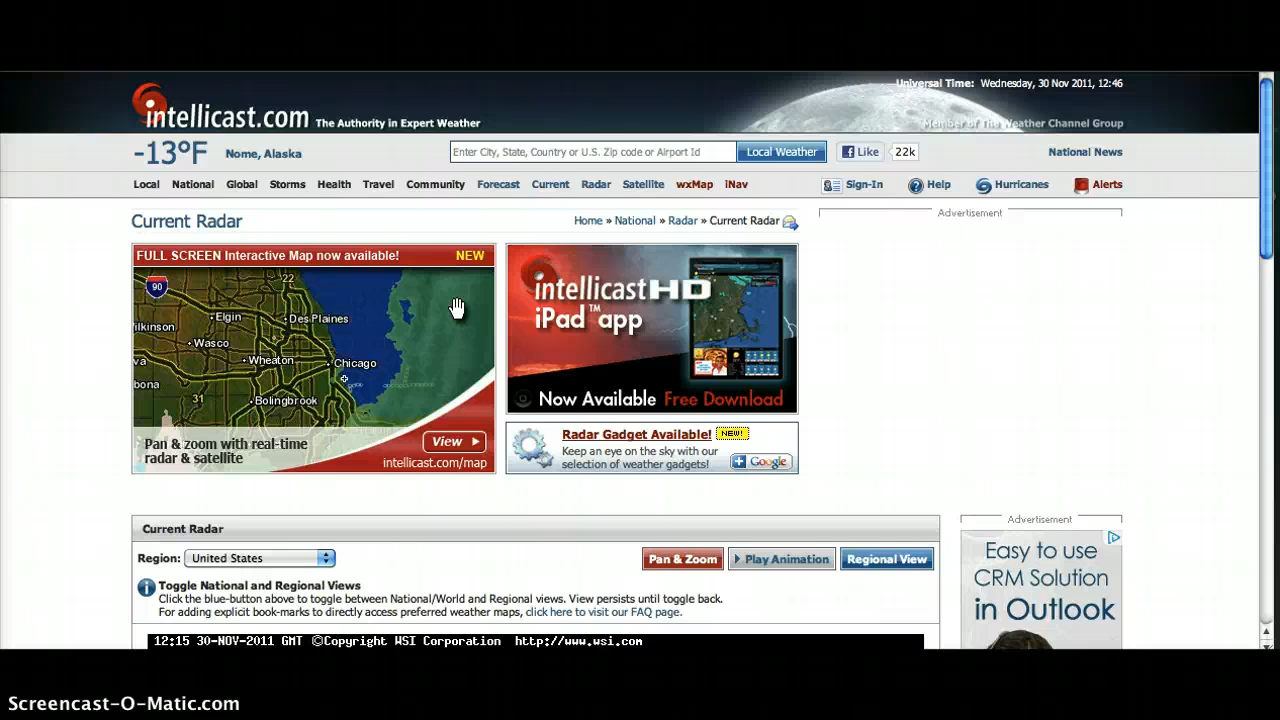 Universal Time: Wednesday, 30 Nov 2011, 12:46
intellicast.com The Authority in Expert Weather
Member of The Weather Channel Group
-13°F Nome, Alaska
Enter City, State, Country or U.S. Zip code or Airport Id
Local Weather
Like 22k
National News
Local National Global Storms Health Travel Community Forecast Current Radar Satellite wxMap iNav
Sign-In Help Hurricanes Alerts
Current Radar
Home » National » Radar » Current Radar
Advertisement
FULL SCREEN Interactive Map now available! NEW
90
22
Elgin
Des Plaines
ilkinson
Wasco
va
Wheaton
Chicago
bona
31
Bolingbrook
Pan & zoom with real-time
radar & satellite
View
intellicast.com/map
intellicast HD
iPad™ app
Now Available Free Download
Radar Gadget Available! NEW!
Keep an eye on the sky with our
selection of weather gadgets!
+ Google
Current Radar
Region: United States
Pan & Zoom
Play Animation
Regional View
Toggle National and Regional Views
Click the blue-button above to toggle between National/World and Regional views. View persists until toggle back.
For adding explicit book-marks to directly access preferred weather maps, click here to visit our FAQ page.
12:15 30-NOV-2011 GMT ©Copyright WSI Corporation http://www.wsi.com
Advertisement
Easy to use
CRM Solution
in Outlook
Screencast-O-Matic.com